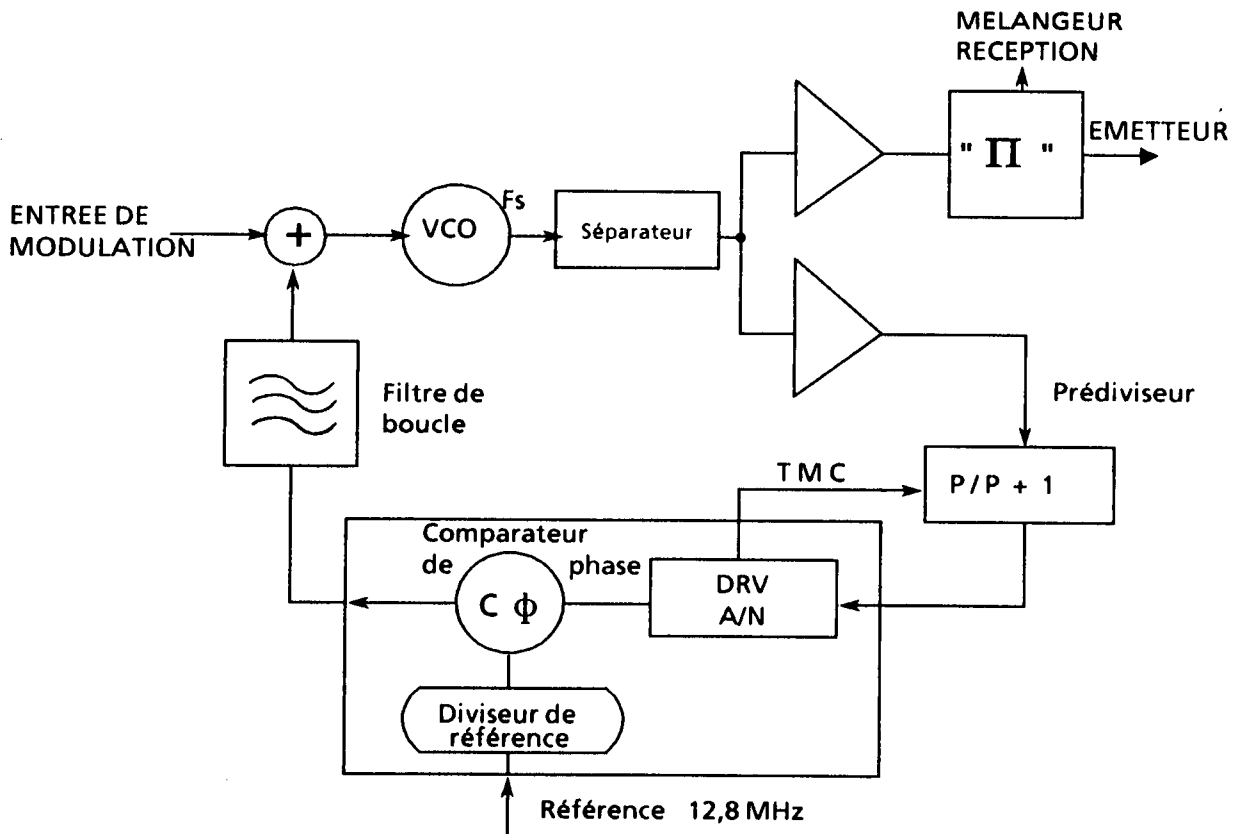 MELANGEUR
RECEPTION
" Π "
EMETTEUR
ENTREE DE
MODULATION
+
VCO
Fs
Séparateur
Filtre de
boucle
Prédiviseur
T M C
P / P + 1
Comparateur
de phase
C ф
DRV
A/N
Diviseur de
référence
Référence 12,8 MHz